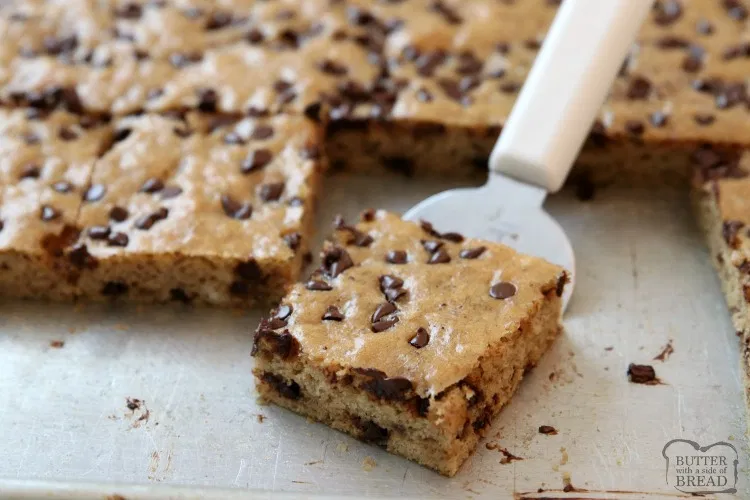 BUTTER
with a side of
BREAD